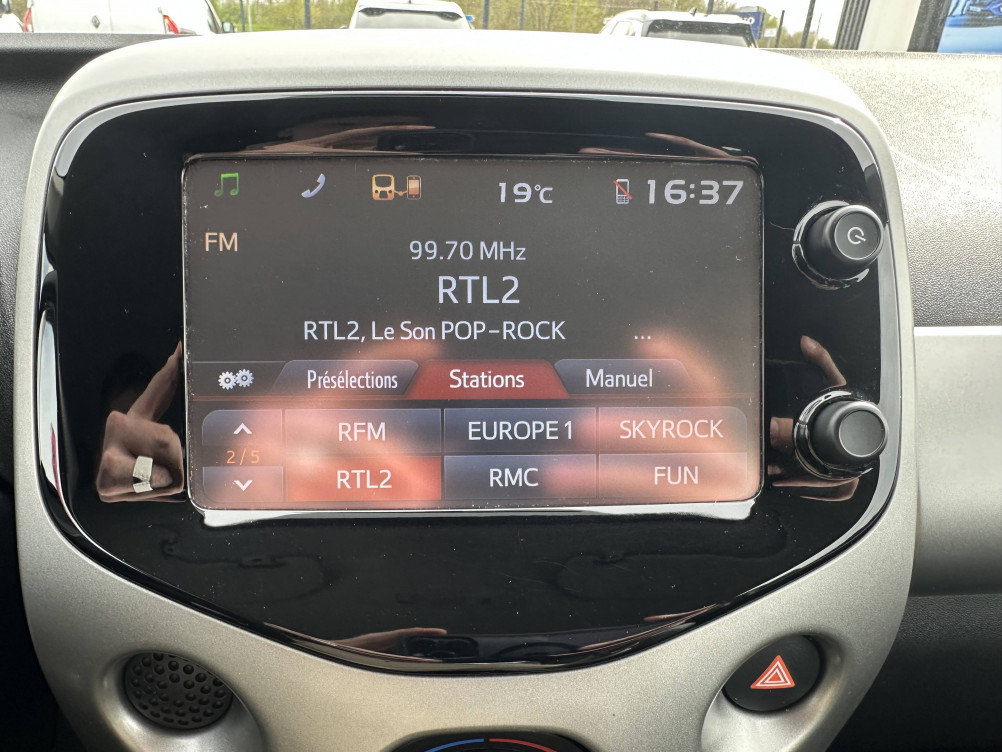 19°C
16:37
FM
99.70 MHz
RTL2
RTL2, Le Son POP-ROCK ...
Présélections
Stations
Manuel
RFM
EUROPE 1
SKYROCK
2/5
RTL2
RMC
FUN